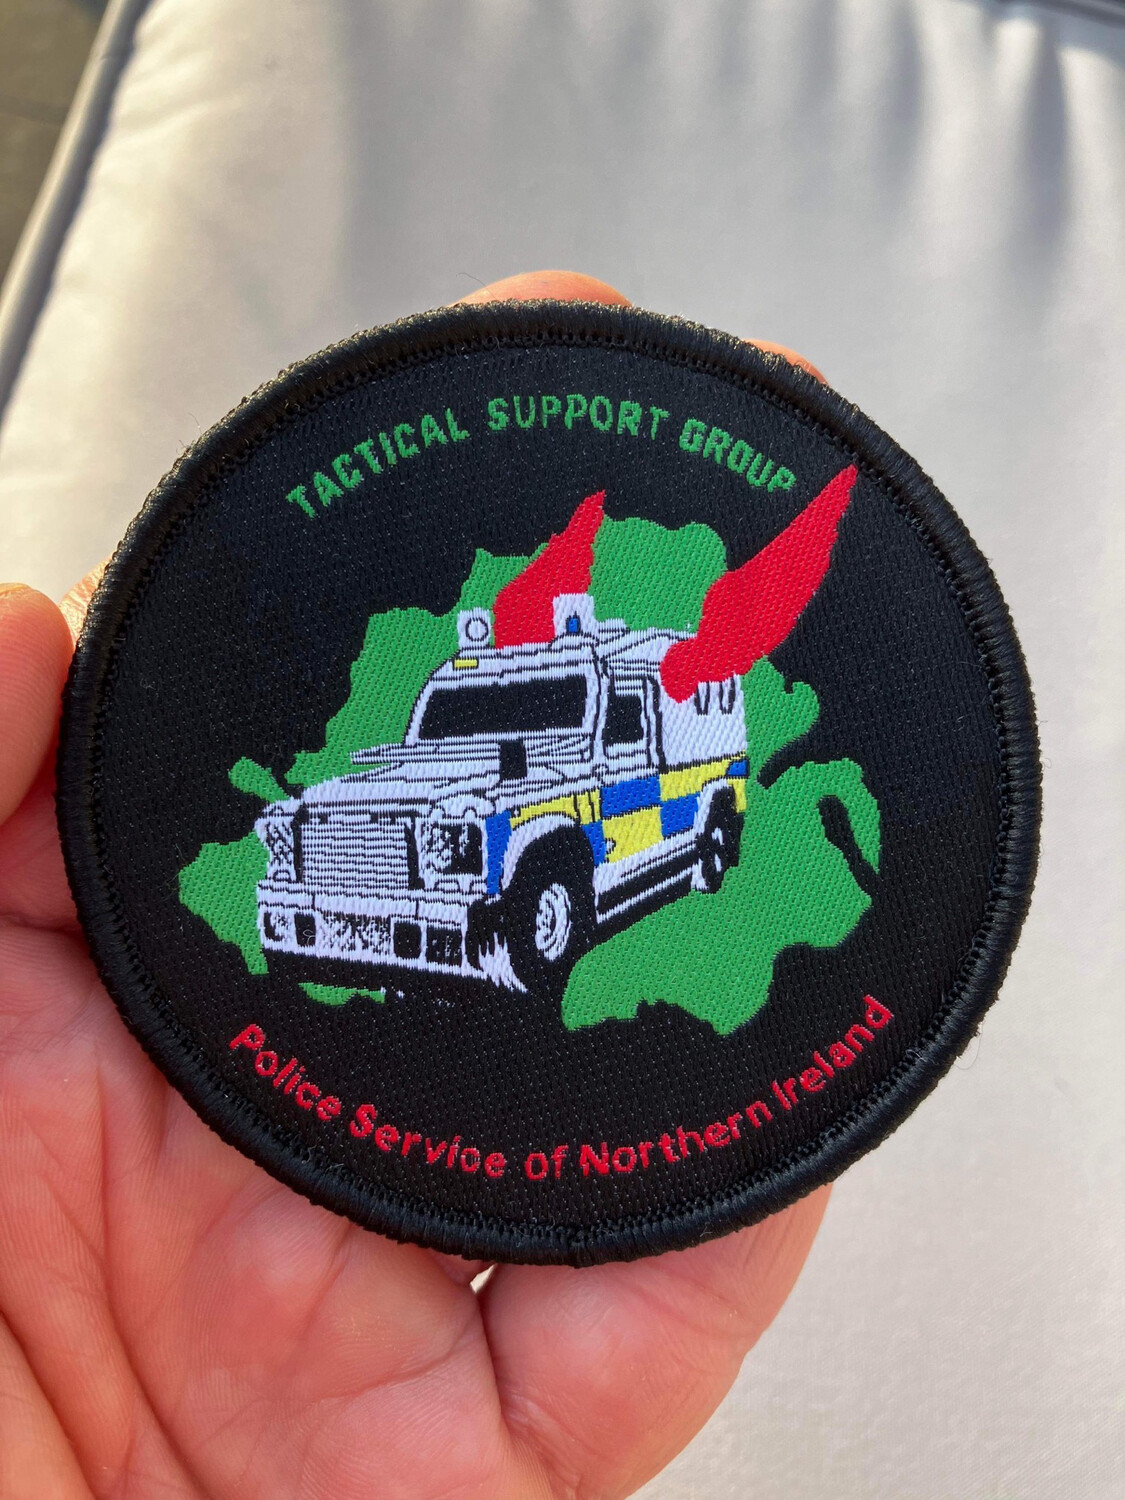 TACTICAL SUPPORT GROUP
Police Service of Northern Ireland